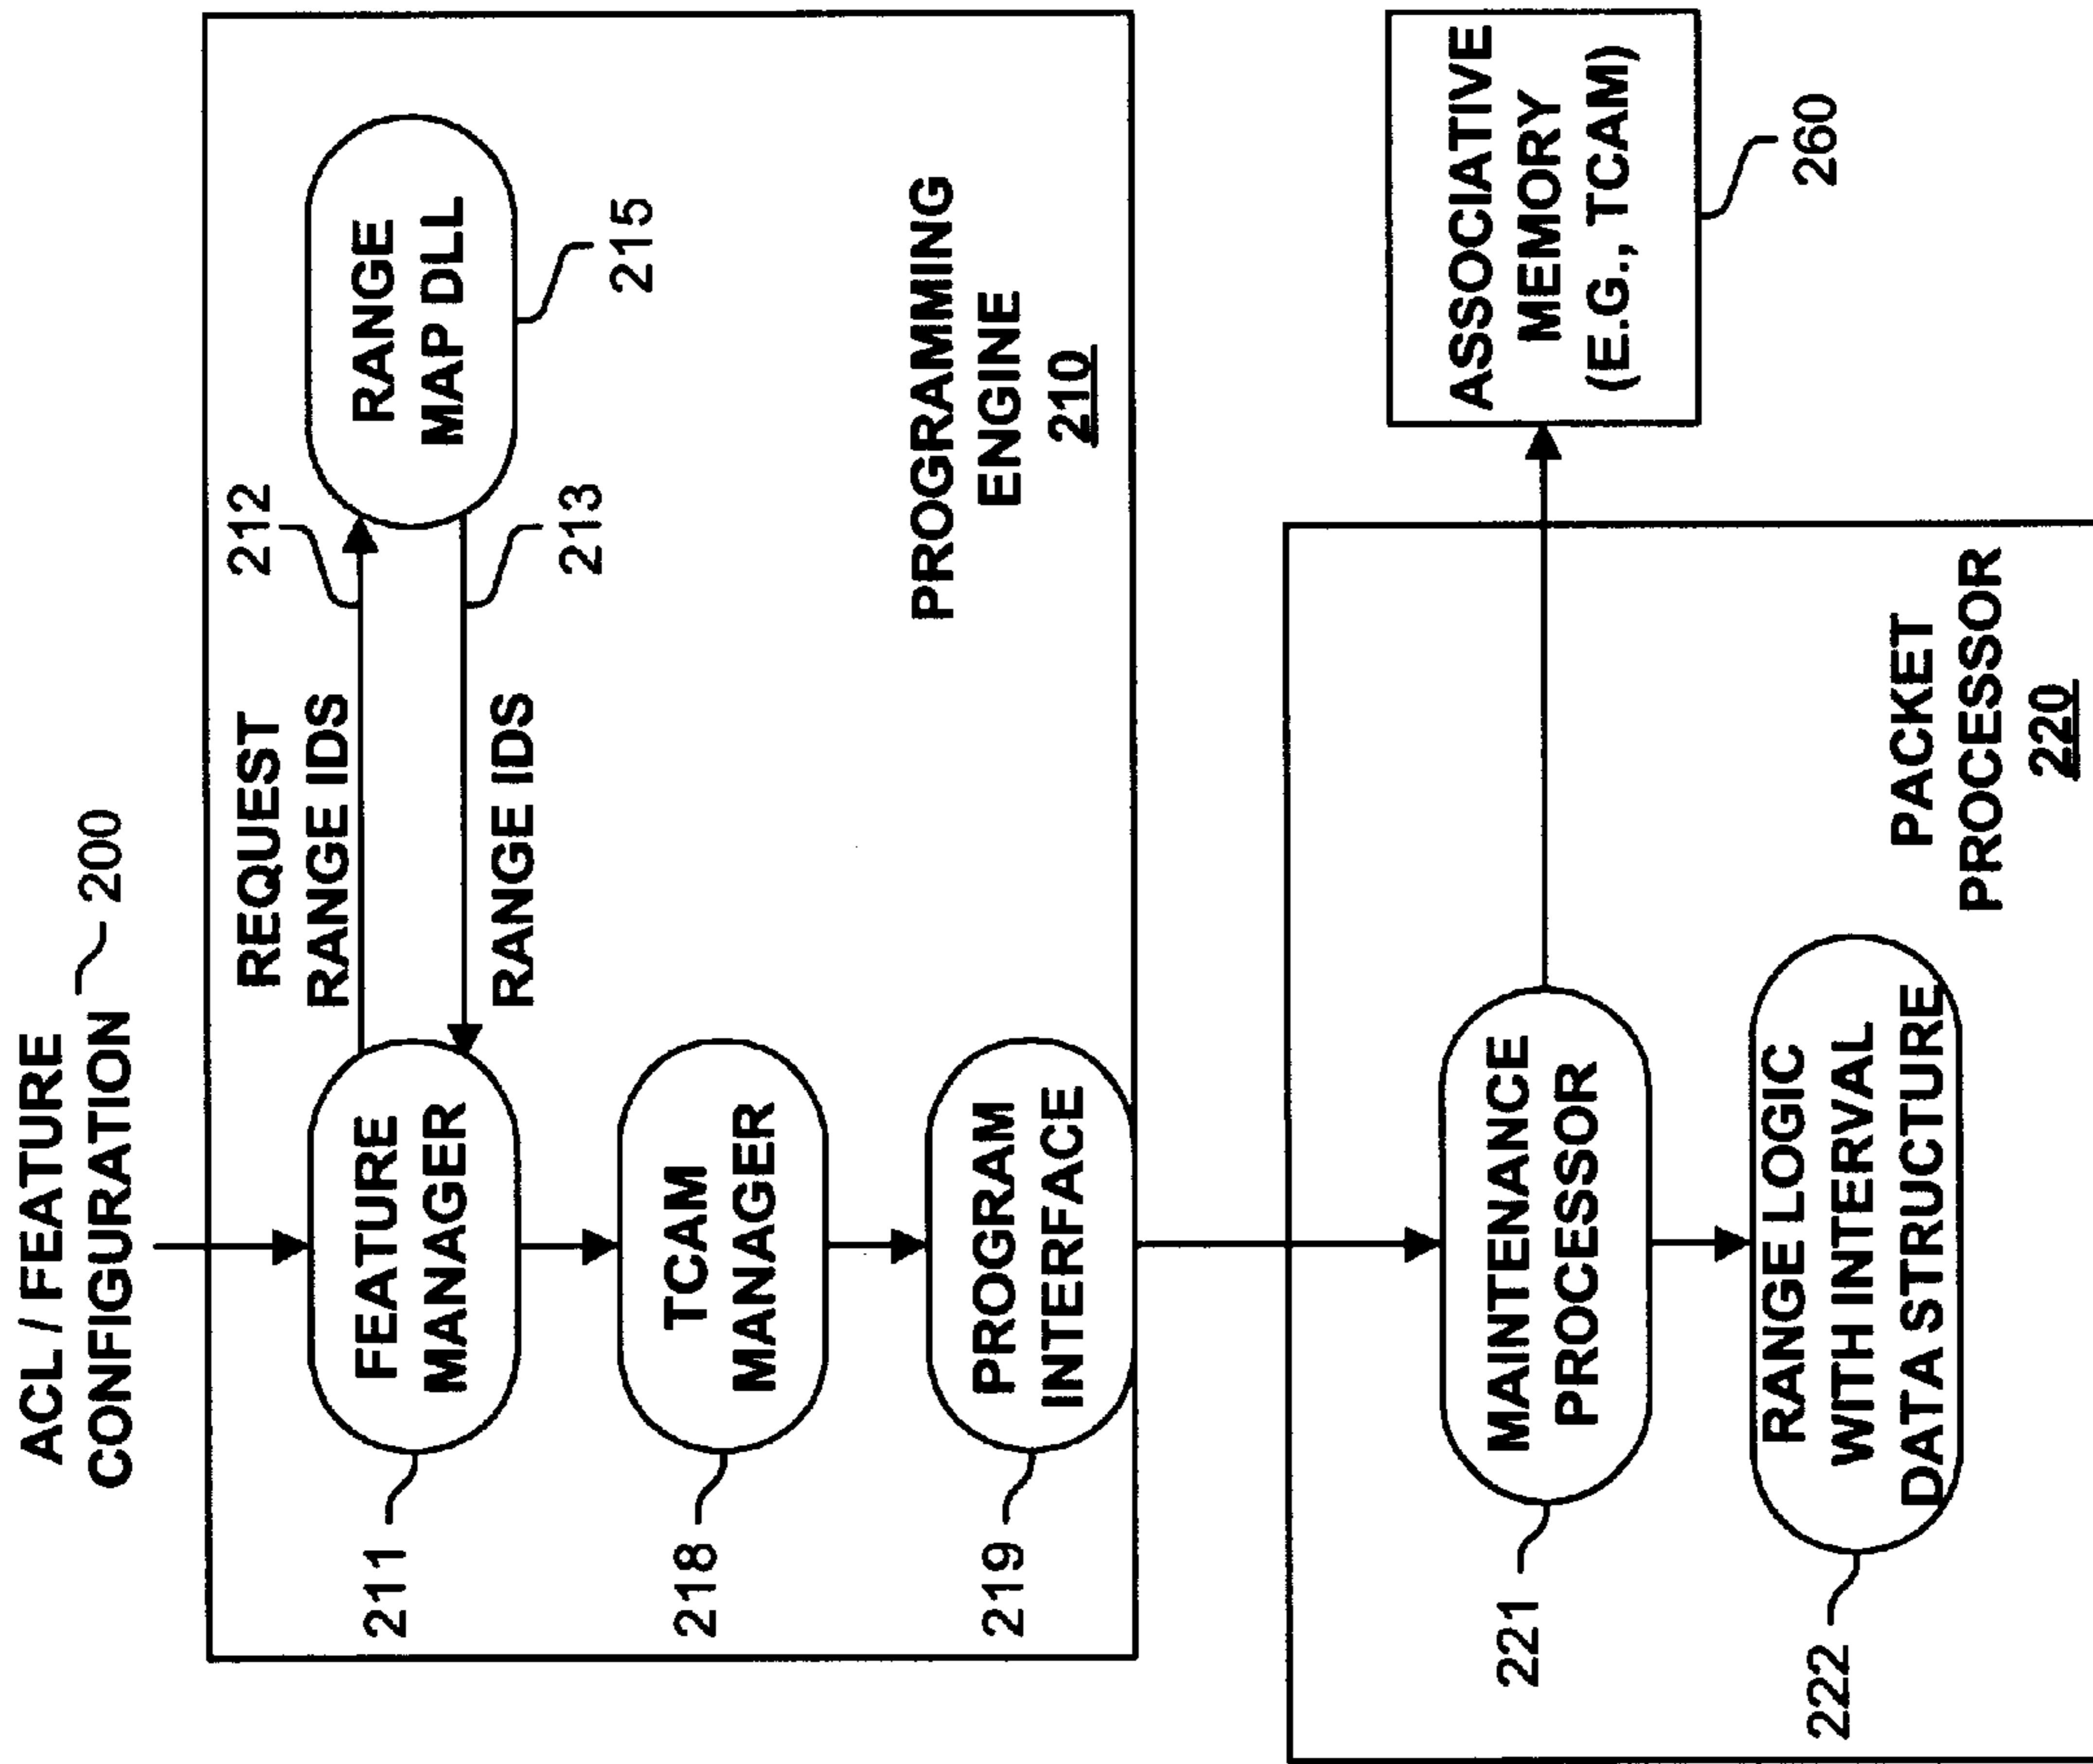 ACL / FEATURE
CONFIGURATION
200
REQUEST
RANGE IDS
212
RANGE IDS
213
FEATURE
MANAGER
211
RANGE
MAP DLL
215
TCAM
MANAGER
218
PROGRAM
INTERFACE
219
PROGRAMMING
ENGINE
210
MAINTENANCE
PROCESSOR
221
RANGE LOGIC
WITH INTERVAL
DATA STRUCTURE
222
PACKET
PROCESSOR
220
ASSOCIATIVE
MEMORY
(E.G., TCAM)
260